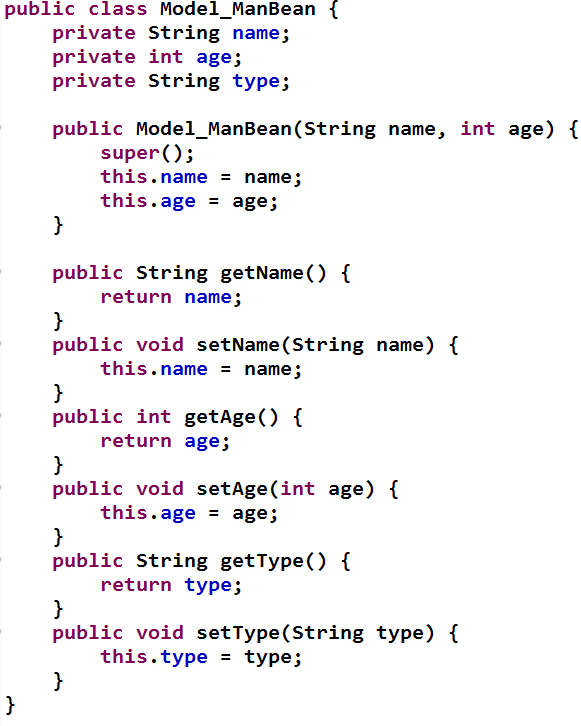 public class Model_ManBean {
    private String name;
    private int age;
    private String type;

    public Model_ManBean(String name, int age) {
        super();
        this.name = name;
        this.age = age;
    }

    public String getName() {
        return name;
    }
    public void setName(String name) {
        this.name = name;
    }
    public int getAge() {
        return age;
    }
    public void setAge(int age) {
        this.age = age;
    }
    public String getType() {
        return type;
    }
    public void setType(String type) {
        this.type = type;
    }
}